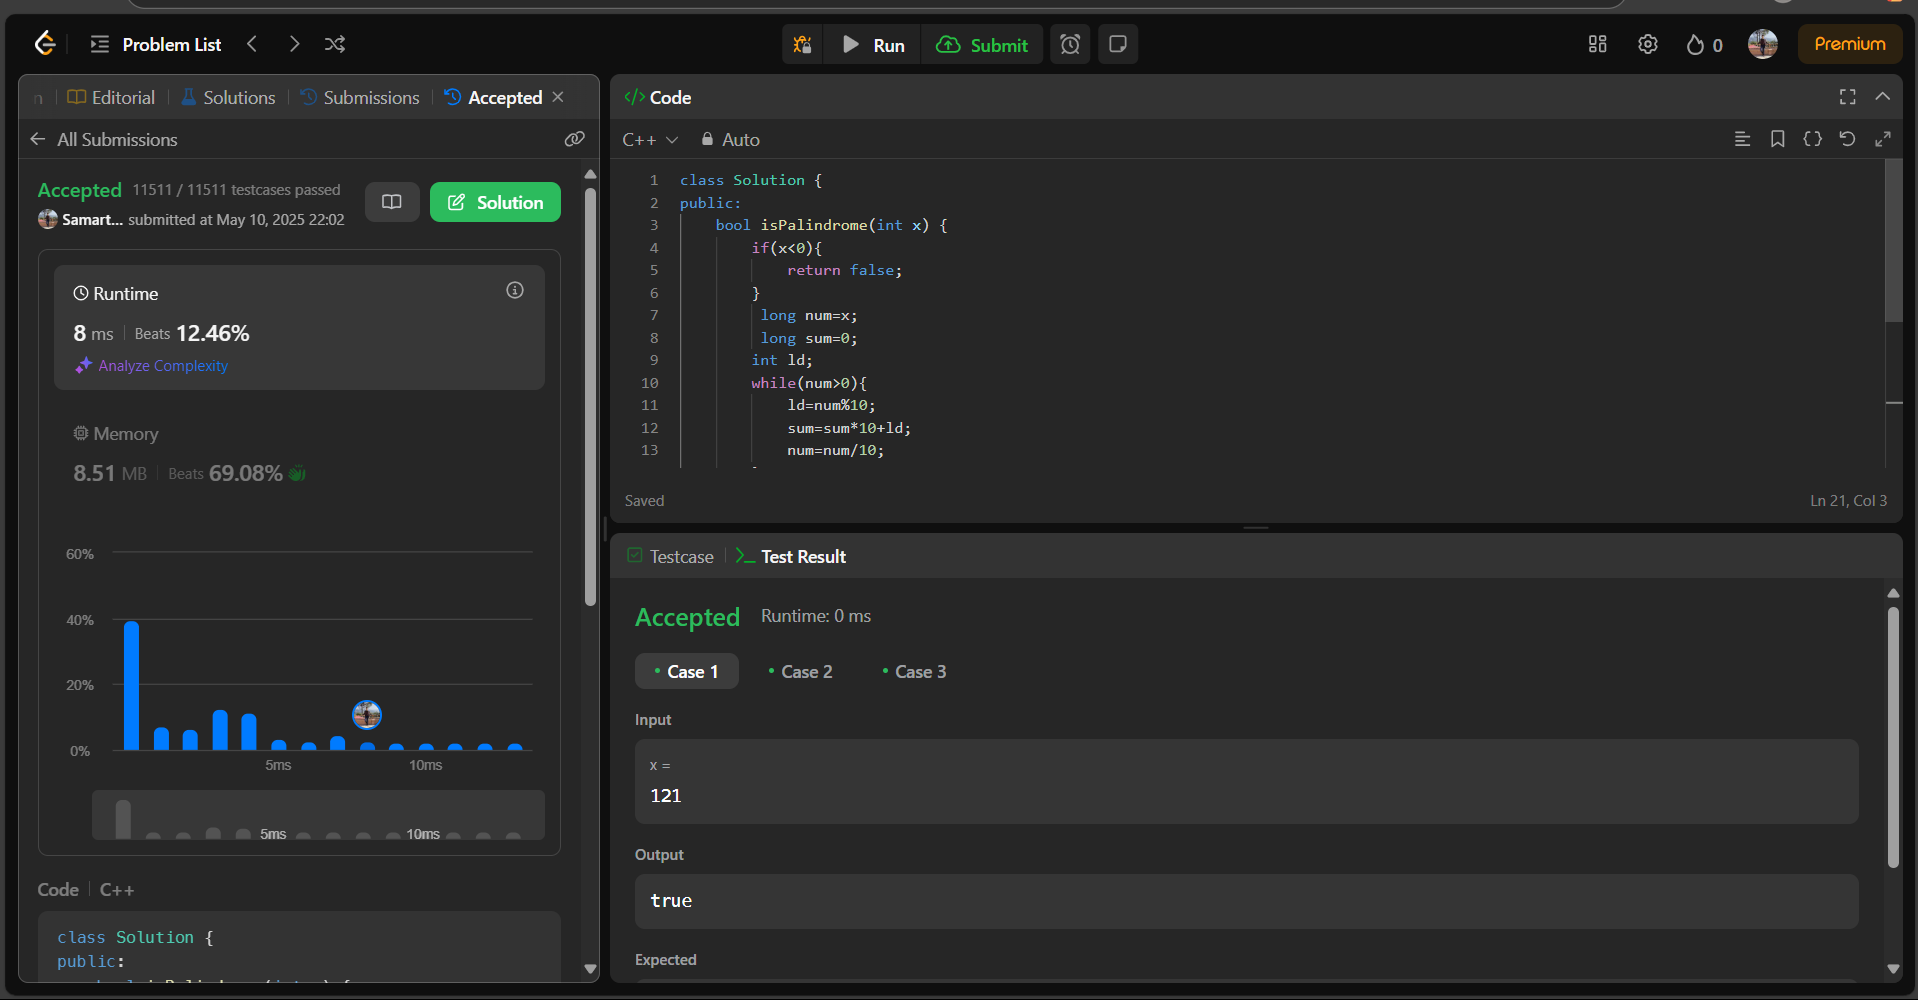 Problem List
Run
Submit
0
Premium
n
Editorial
Solutions
Submissions
Accepted
All Submissions
Accepted 11511 / 11511 testcases passed
Samart... submitted at May 10, 2025 22:02
Solution
Runtime
8 ms Beats 12.46%
Analyze Complexity
Memory
8.51 MB Beats 69.08%
60%
40%
20%
0%
5ms 10ms
5ms 10ms
Code C++
class Solution {
public:
Code
C++ Auto
1 class Solution {
2 public:
3 bool isPalindrome(int x) {
4 if(x<0){
5 return false;
6 }
7 long num=x;
8 long sum=0;
9 int ld;
10 while(num>0){
11 ld=num%10;
12 sum=sum*10+ld;
13 num=num/10;
Saved
Ln 21, Col 3
Testcase
Test Result
Accepted Runtime: 0 ms
Case 1 Case 2 Case 3
Input
x =
121
Output
true
Expected